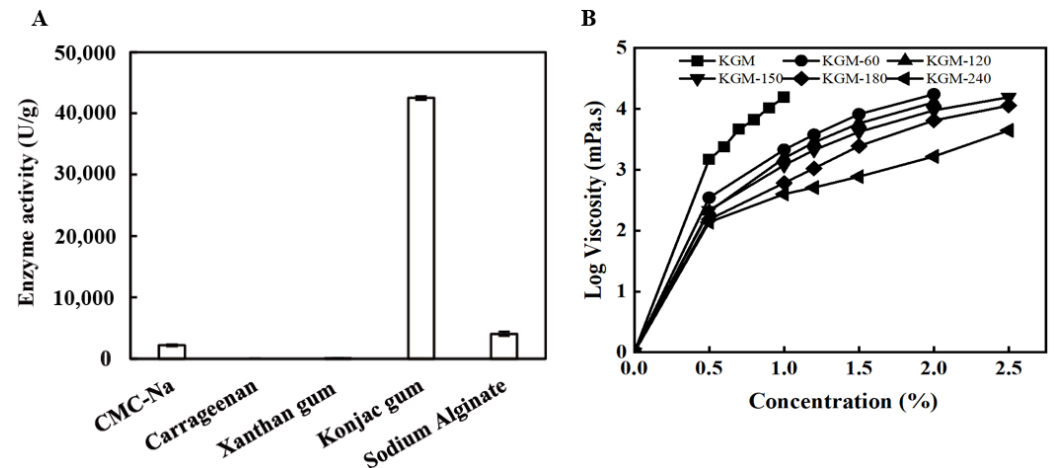 A
Enzyme activity (U/g)
50,000
40,000
30,000
20,000
10,000
0
CMC-Na
Carrageenan
Xanthan gum
Konjac gum
Sodium Alginate
B
Log Viscosity (mPa.s)
5
4
3
2
1
0
KGM KGM-60 KGM-120
KGM-150 KGM-180 KGM-240
0.0 0.5 1.0 1.5 2.0 2.5
Concentration (%)